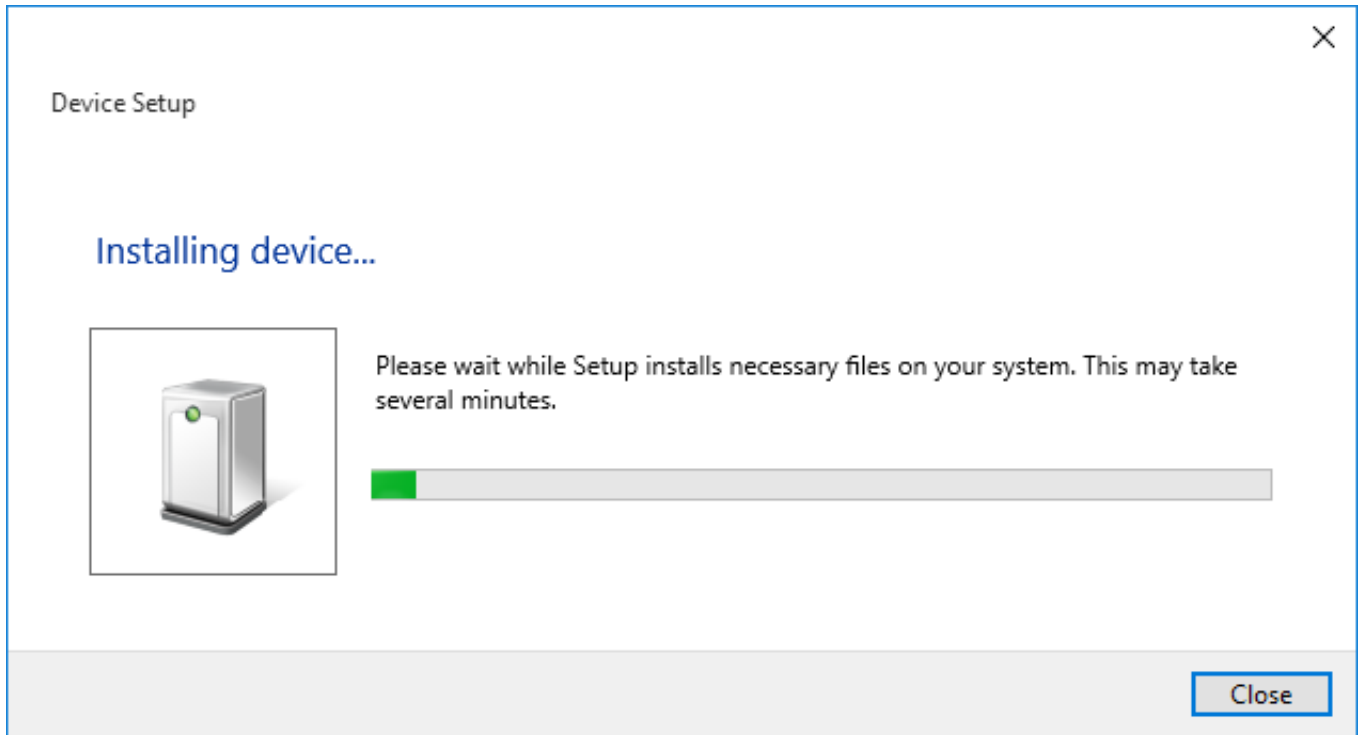 Device Setup
Installing device...
Please wait while Setup installs necessary files on your system. This may take
several minutes.
Close